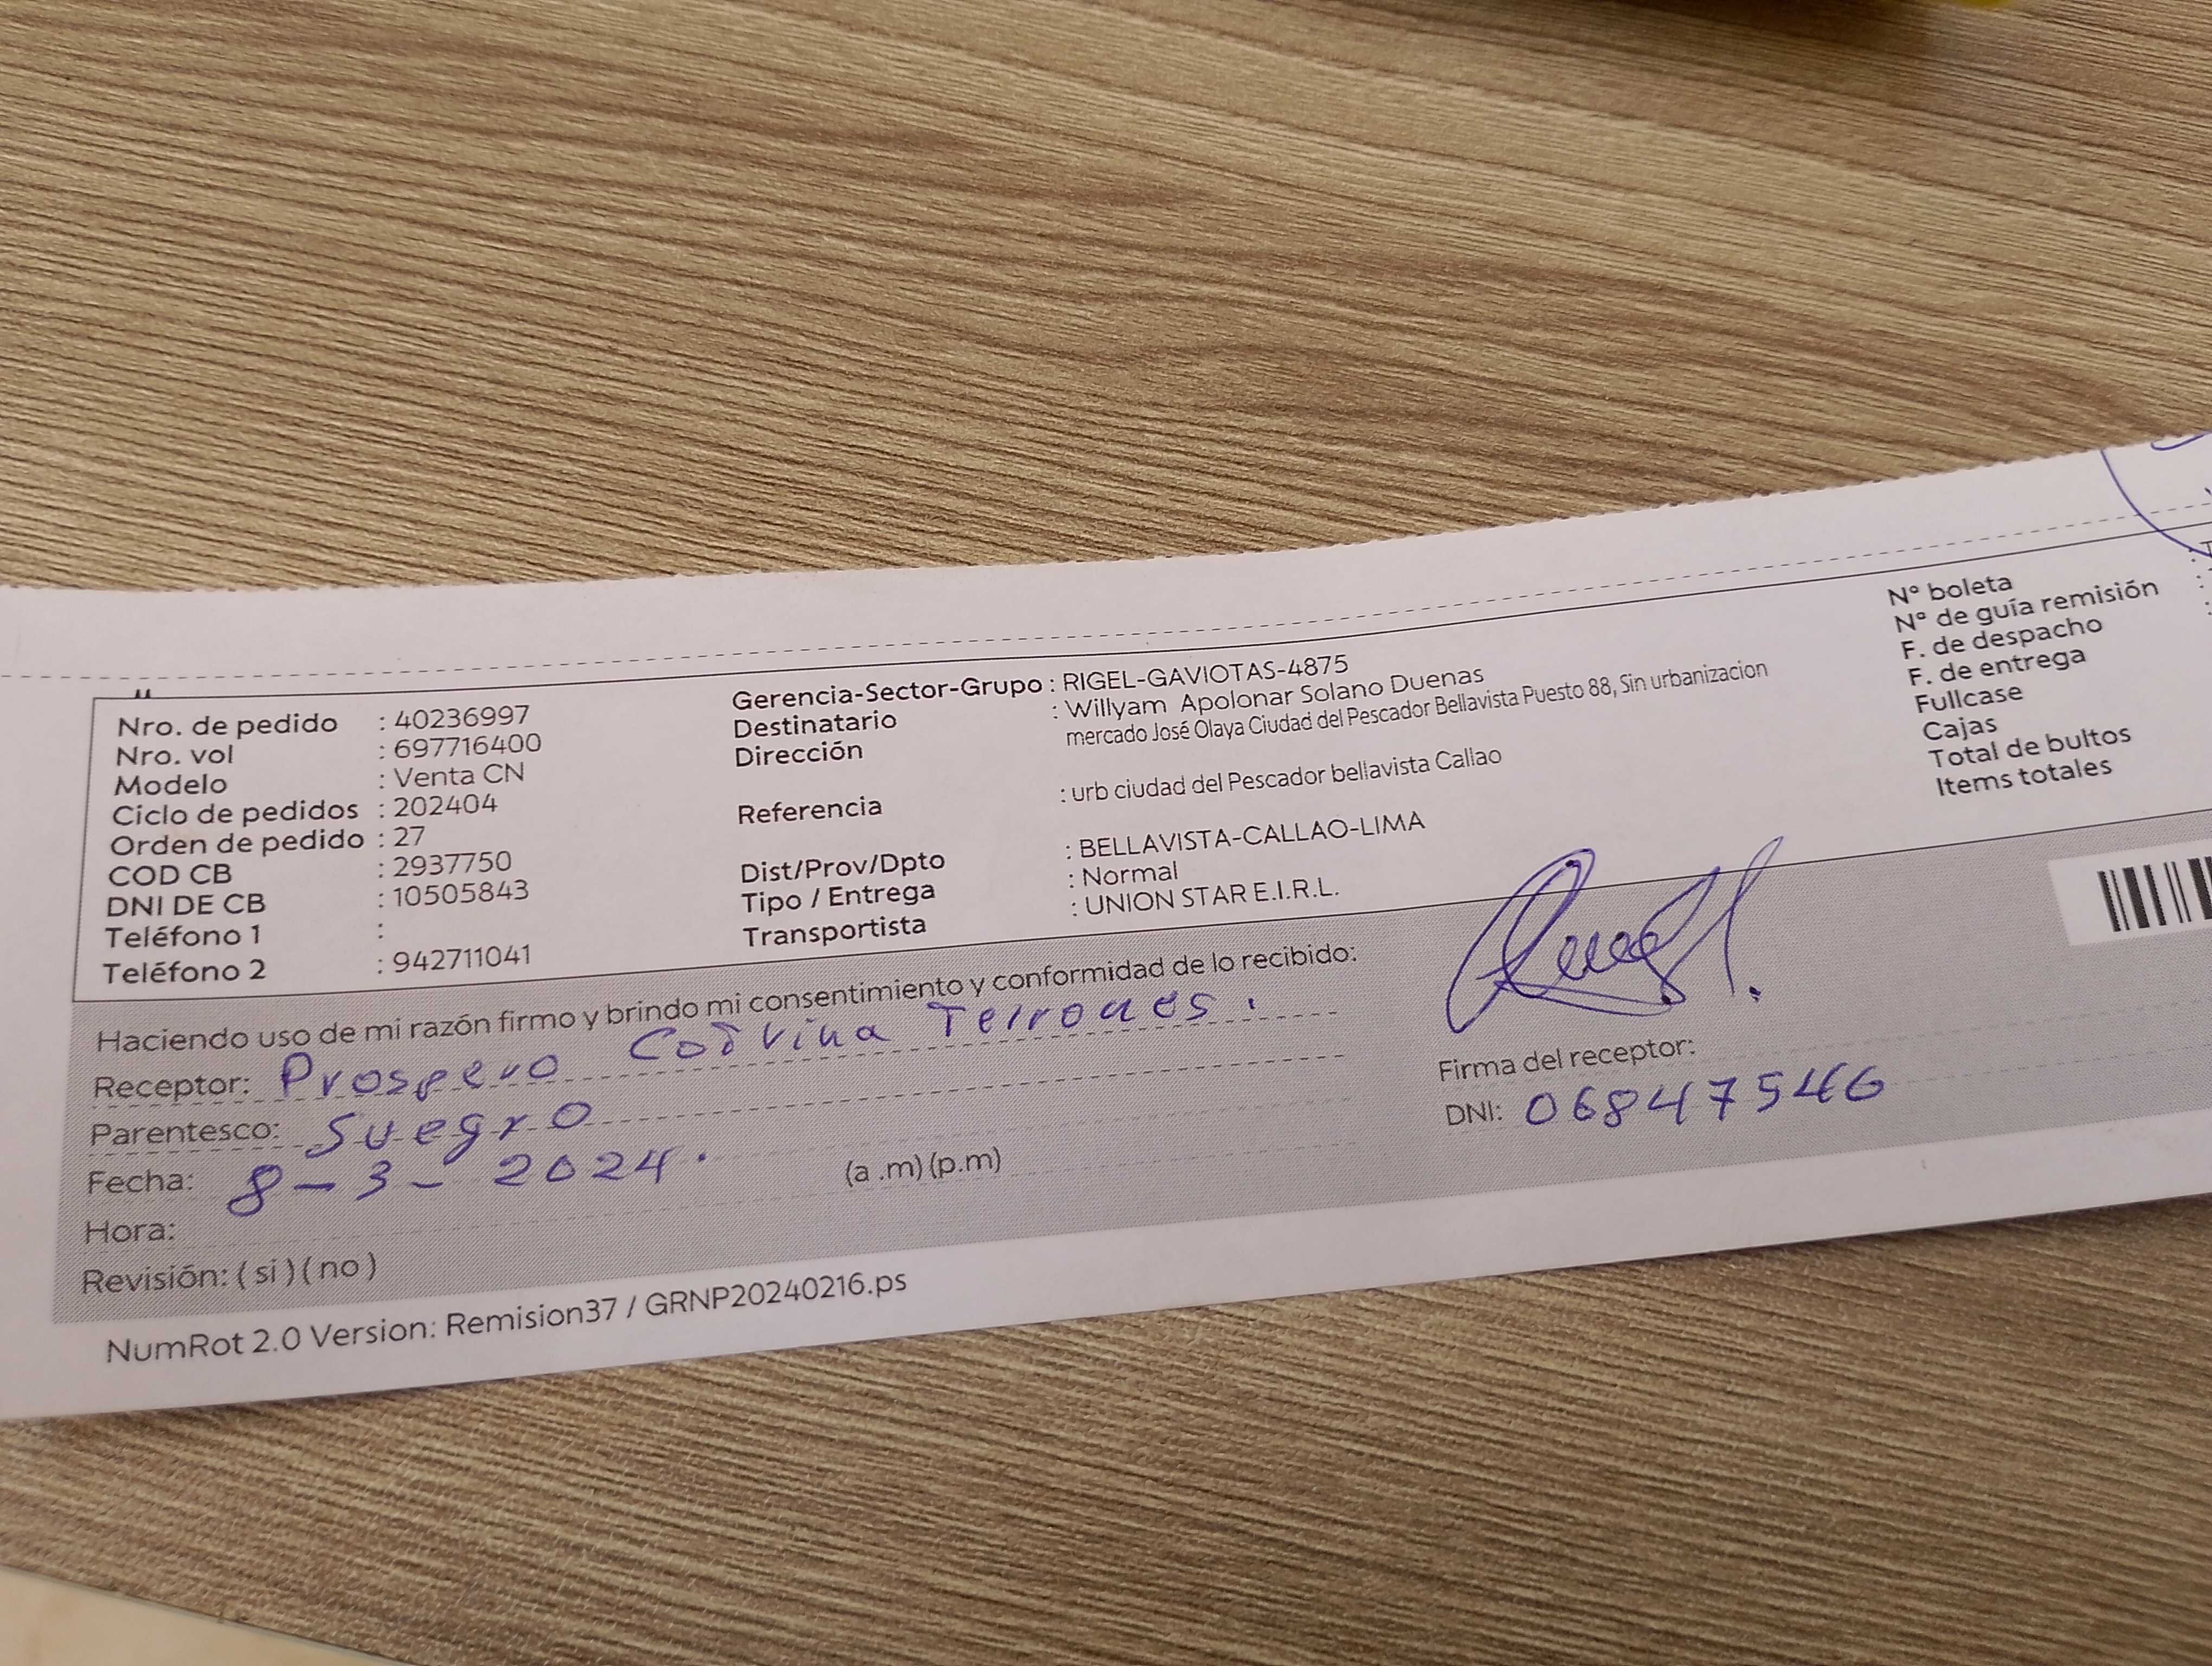 Nro. de pedido : 40236997
Nro. vol : 697716400
Modelo : Venta CN
Ciclo de pedidos : 202404
Orden de pedido : 27
COD CB : 2937750
DNI DE CB : 10505843
Teléfono 1 :
Teléfono 2 : 942711041
Gerencia-Sector-Grupo : RIGEL-GAVIOTAS-4875
Destinatario : Willyam Apolonar Solano Duenas
Dirección mercado José Olaya Ciudad del Pescador Bellavista Puesto 88, Sin urbanizacion
Referencia : urb ciudad del Pescador bellavista Callao
Dist/Prov/Dpto : BELLAVISTA-CALLAO-LIMA
Tipo / Entrega : Normal
Transportista : UNION STAR E.I.R.L.
N° boleta
N° de guía remisión
F. de despacho
F. de entrega
Fullcase
Cajas
Total de bultos
Items totales
Haciendo uso de mi razón firmo y brindo mi consentimiento y conformidad de lo recibido:
Receptor: Prospero Terrones.
Parentesco: Suegro
Fecha: 8-3-2024.
Hora: (a .m) (p.m)
Revisión: ( si ) ( no )
Firma del receptor:
DNI: 06847546
NumRot 2.0 Version: Remision37 / GRNP20240216.ps